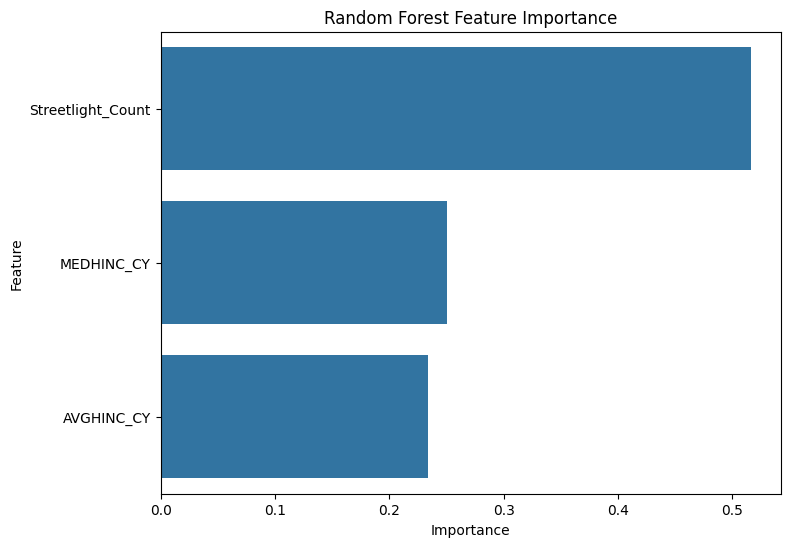 Random Forest Feature Importance
Streetlight_Count
MEDHINC_CY
AVGHINC_CY
Feature
0.0 0.1 0.2 0.3 0.4 0.5
Importance